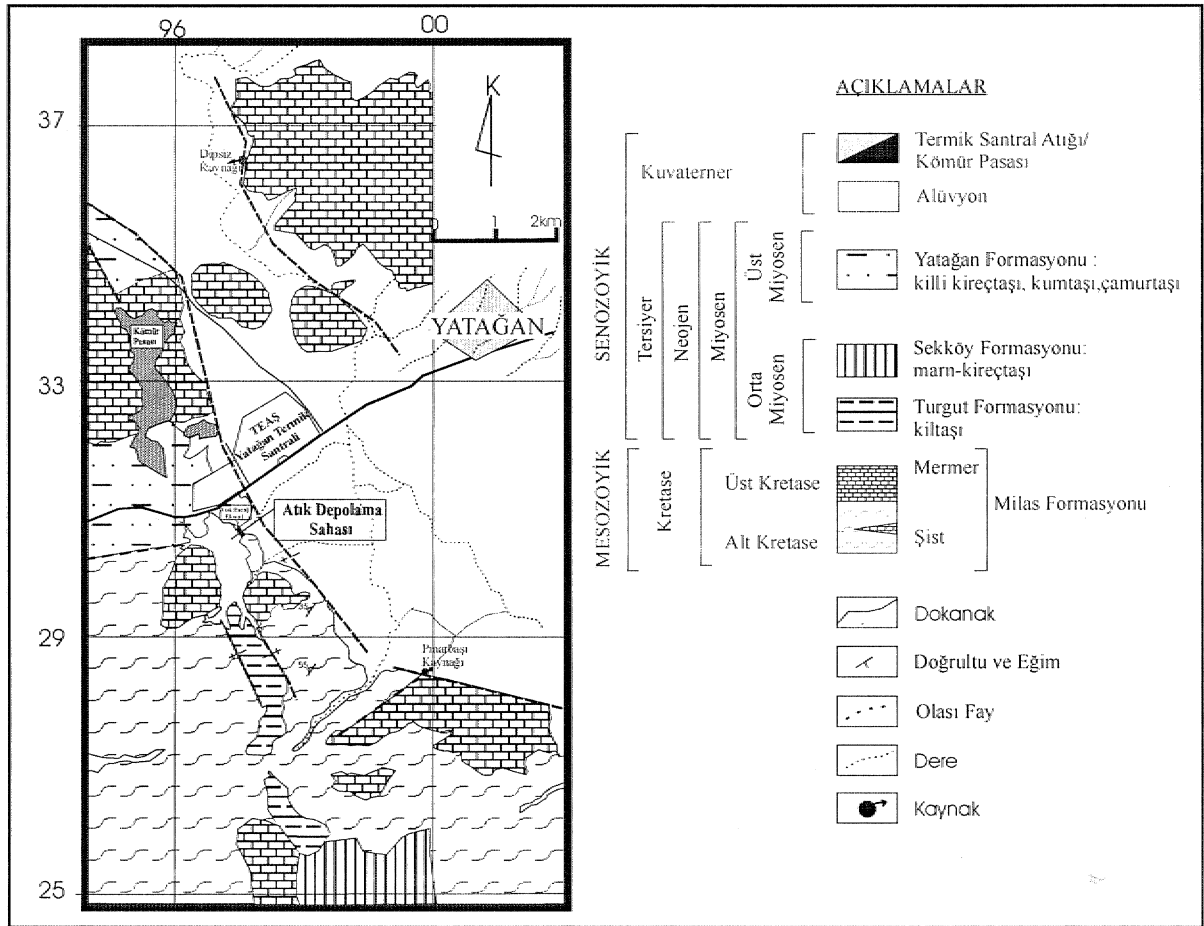 96
00
37
33
29
25
K
Dipsiz
Kaynağı
0 1 2km
YATAĞAN
Kömür
Pasası
TEAŞ
Yatağan Termik
Santrali
Atık Depolama
Sahası
35
55
Pınarbaşı
Kaynağı
AÇIKLAMALAR
SENOZOYİK
Kuvaterner
Termik Santral Atığı/
Kömür Pasası
Alüvyon
Tersiyer
Neojen
Miyosen
Üst
Miyosen
Yatağan Formasyonu :
killi kireçtaşı, kumtaşı,çamurtaşı
Orta
Miyosen
Sekköy Formasyonu:
marn-kireçtaşı
Turgut Formasyonu:
kiltaşı
MESOZOYİK
Kretase
Üst Kretase
Mermer
Alt Kretase
Şist
Milas Formasyonu
Dokanak
Doğrultu ve Eğim
Olası Fay
Dere
Kaynak